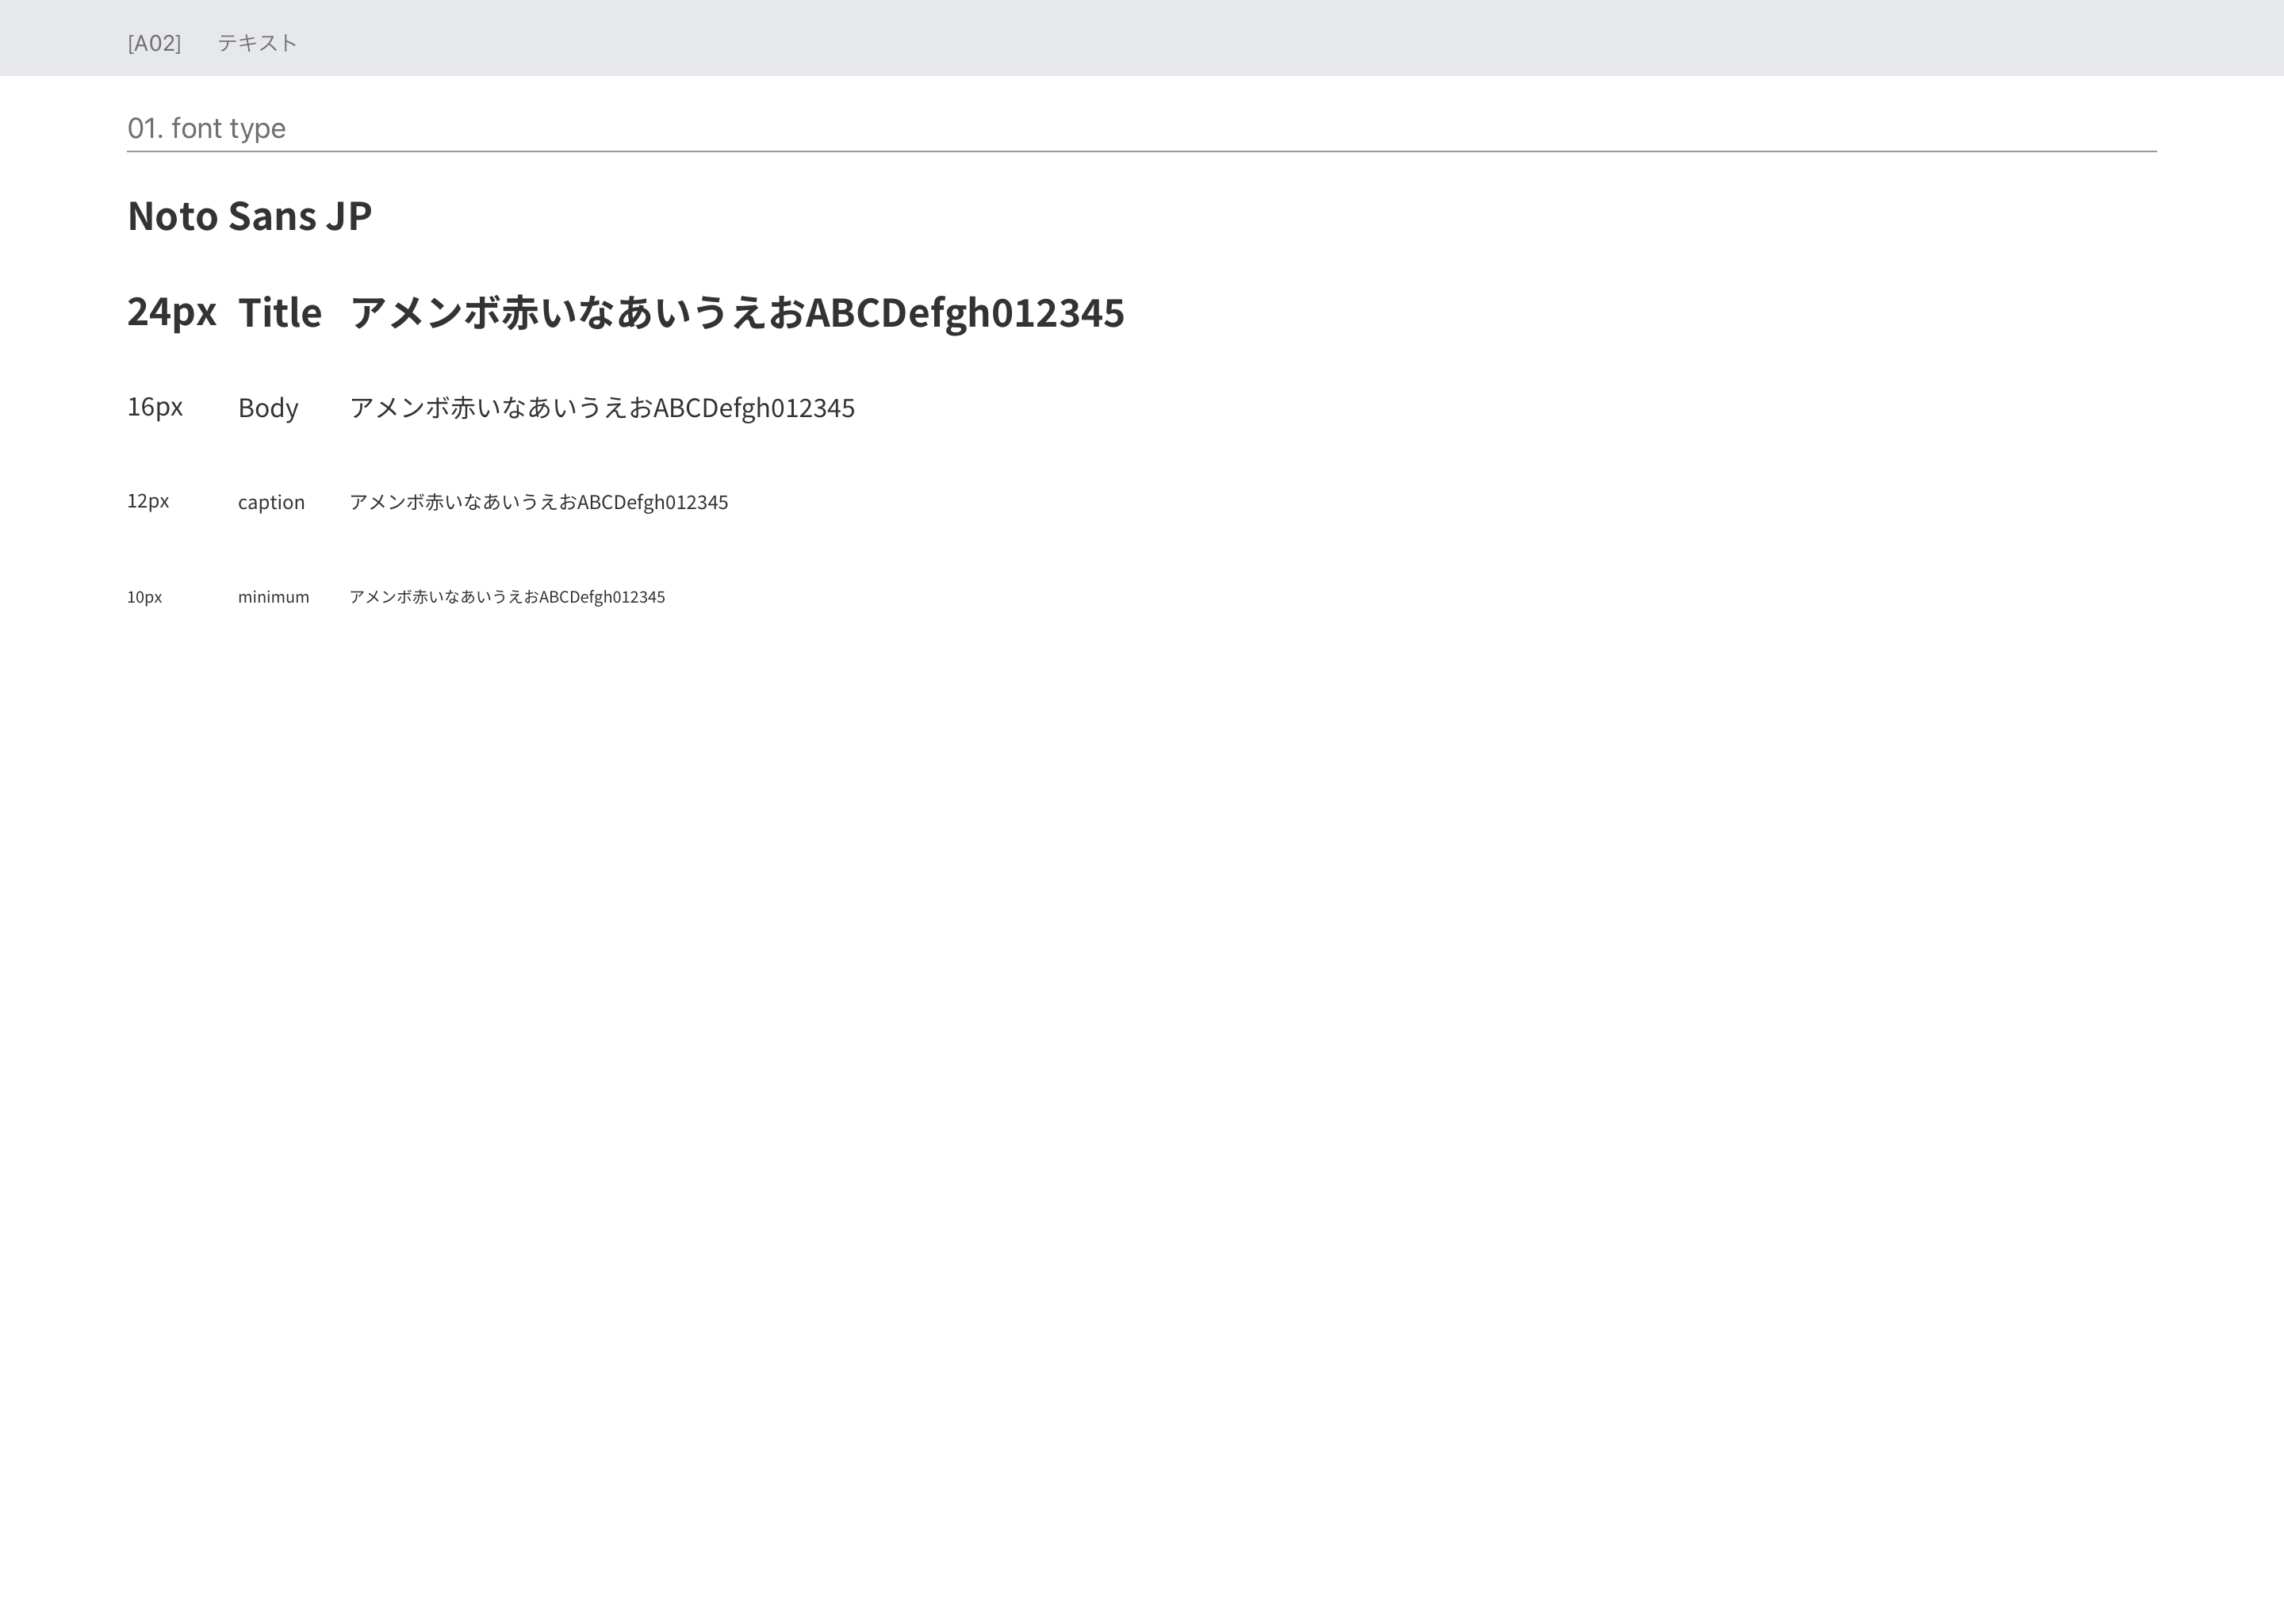 [A02] テキスト
01. font type
Noto Sans JP
24px Title アメンボ赤いなあいうえおABCDefgh012345
16px Body アメンボ赤いなあいうえおABCDefgh012345
12px caption アメンボ赤いなあいうえおABCDefgh012345
10px minimum アメンボ赤いなあいうえおABCDefgh012345